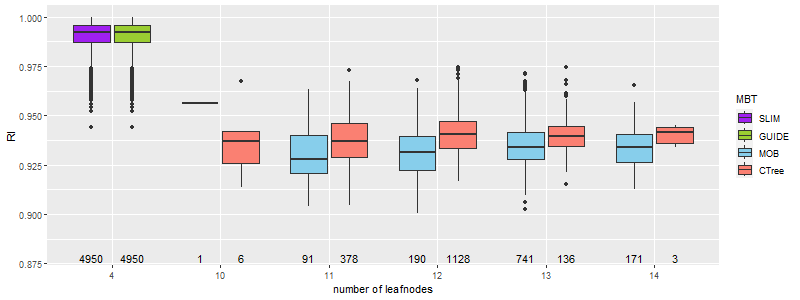 1.000
0.975
0.950
0.925
0.900
0.875
RI
4950 4950 1 6 91 378 190 1128 741 136 171 3
4 10 11 12 13 14
number of leafnodes
MBT
SLIM
GUIDE
MOB
CTree